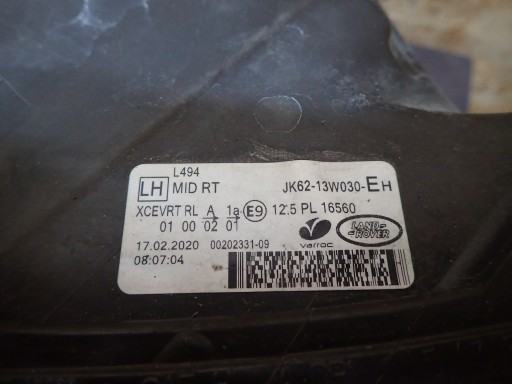 L494
LH MID RT JK62-13W030-EH
XCEVRT RL A 1a E9 12.5 PL 16560
01 00 02 01
17.02.2020 00202331-09
08:07:04
varroc
LAND-
-ROVER